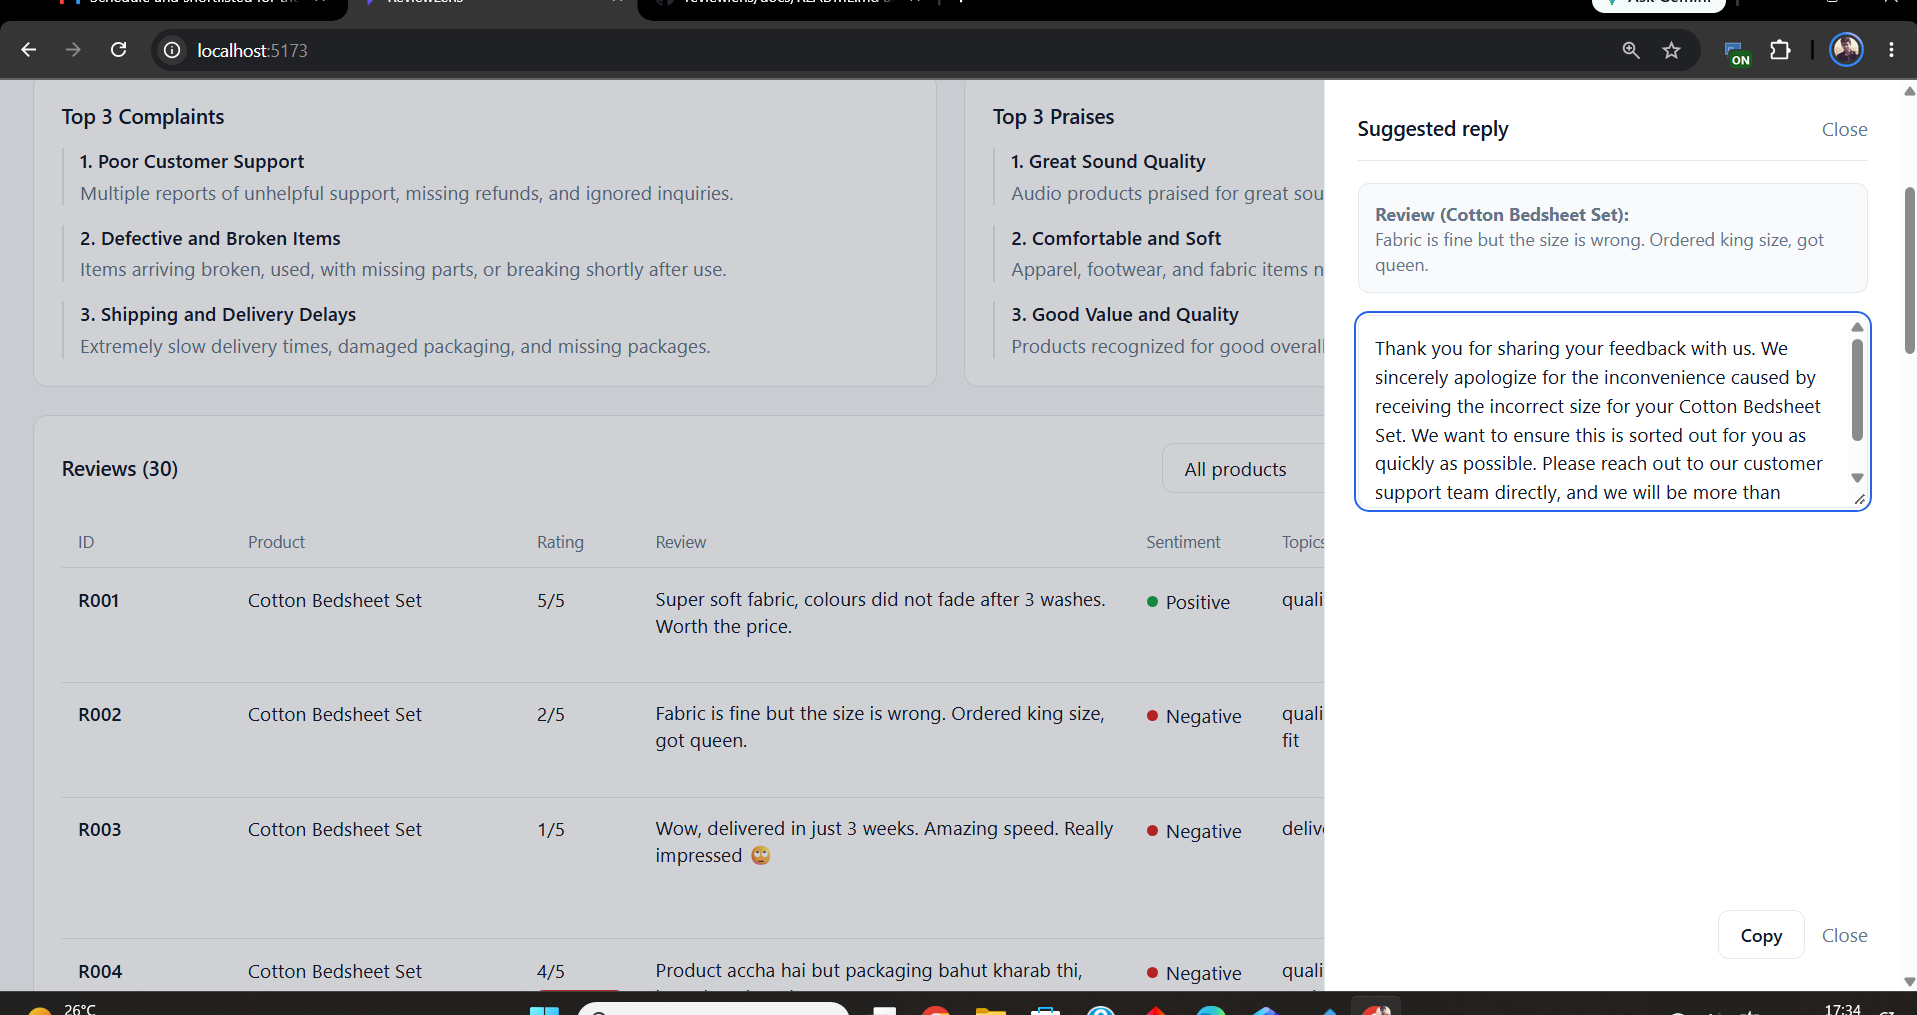 localhost:5173
ON
Top 3 Complaints
1. Poor Customer Support
Multiple reports of unhelpful support, missing refunds, and ignored inquiries.
2. Defective and Broken Items
Items arriving broken, used, with missing parts, or breaking shortly after use.
3. Shipping and Delivery Delays
Extremely slow delivery times, damaged packaging, and missing packages.
Top 3 Praises
1. Great Sound Quality
Audio products praised for great sou
2. Comfortable and Soft
Apparel, footwear, and fabric items n
3. Good Value and Quality
Products recognized for good overall
Reviews (30)
All products
ID Product Rating Review Sentiment Topics
R001 Cotton Bedsheet Set 5/5 Super soft fabric, colours did not fade after 3 washes. Positive quali
Worth the price.
R002 Cotton Bedsheet Set 2/5 Fabric is fine but the size is wrong. Ordered king size, Negative quali
got queen. fit
R003 Cotton Bedsheet Set 1/5 Wow, delivered in just 3 weeks. Amazing speed. Really Negative delive
impressed 🙄
R004 Cotton Bedsheet Set 4/5 Product accha hai but packaging bahut kharab thi, Negative quali
Suggested reply
Close
Review (Cotton Bedsheet Set):
Fabric is fine but the size is wrong. Ordered king size, got
queen.
Thank you for sharing your feedback with us. We
sincerely apologize for the inconvenience caused by
receiving the incorrect size for your Cotton Bedsheet
Set. We want to ensure this is sorted out for you as
quickly as possible. Please reach out to our customer
support team directly, and we will be more than
Copy
Close
26°C
17:34